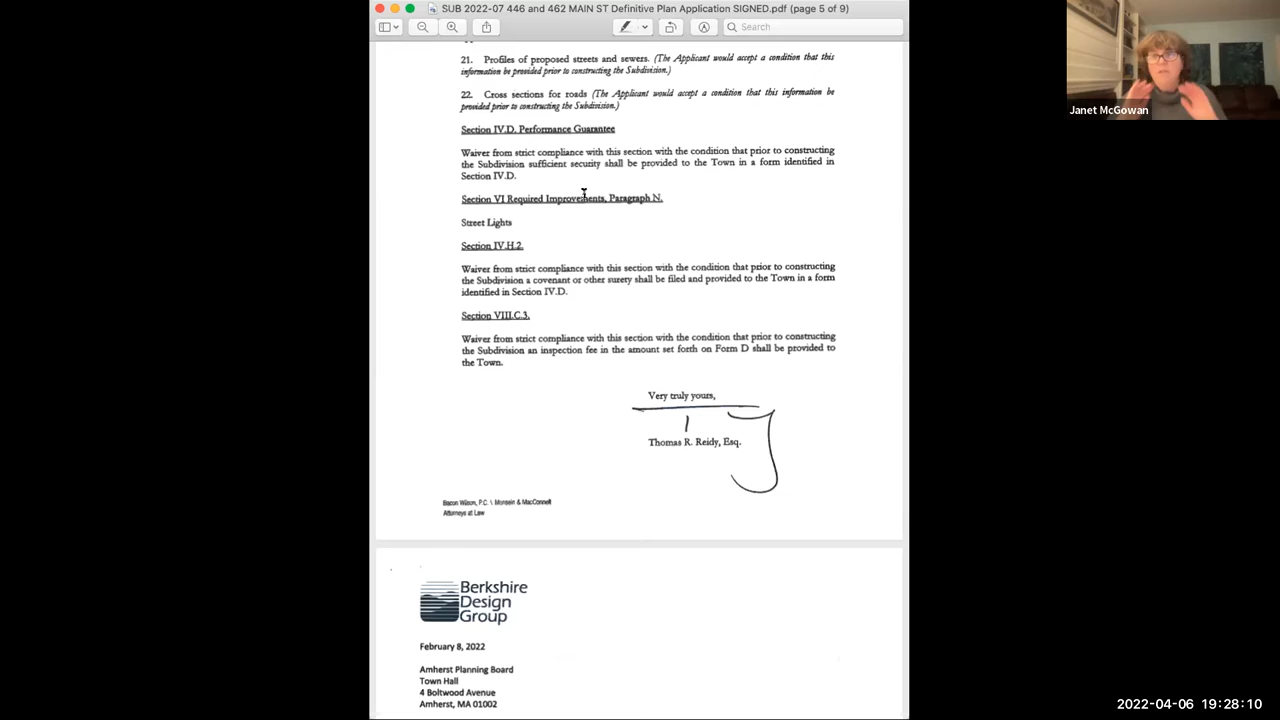 SUB 2022-07 446 and 462 MAIN ST Definitive Plan Application SIGNED.pdf (page 5 of 9)
Search
21. Profiles of proposed streets and sewers. (The Applicant would accept a condition that this
information be provided prior to constructing the Subdivision.)
22. Cross sections for roads (The Applicant would accept a condition that this information be
provided prior to constructing the Subdivision.)
Section IV.D. Performance Guarantee
Waiver from strict compliance with this section with the condition that prior to constructing
the Subdivision sufficient security shall be provided to the Town in a form identified in
Section IV.D.
Section VI Required Improvements, Paragraph N.
Street Lights
Section IV.H.2.
Waiver from strict compliance with this section with the condition that prior to constructing
the Subdivision a covenant or other surety shall be filed and provided to the Town in a form
identified in Section IV.D.
Section VIII.C.3.
Waiver from strict compliance with this section with the condition that prior to constructing
the Subdivision an inspection fee in the amount set forth on Form D shall be provided to
the Town.
Very truly yours,
Thomas R. Reidy, Esq.
Bacon Wilson, P.C. \ Morsein & MacConnell
Attorneys at Law
Berkshire
Design
Group
February 8, 2022
Amherst Planning Board
Town Hall
4 Boltwood Avenue
Amherst, MA 01002
Janet McGowan
2022-04-06 19:28:10